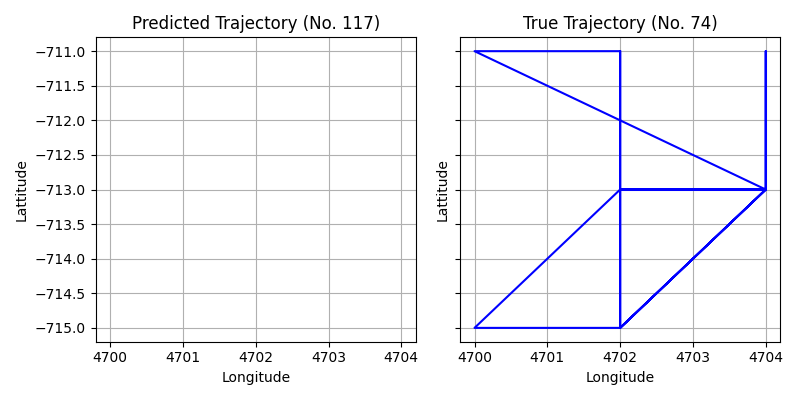 Predicted Trajectory (No. 117)
True Trajectory (No. 74)
Lattitude
−711.0
−711.5
−712.0
−712.5
−713.0
−713.5
−714.0
−714.5
−715.0
4700 4701 4702 4703 4704
Longitude
Lattitude
4700 4701 4702 4703 4704
Longitude